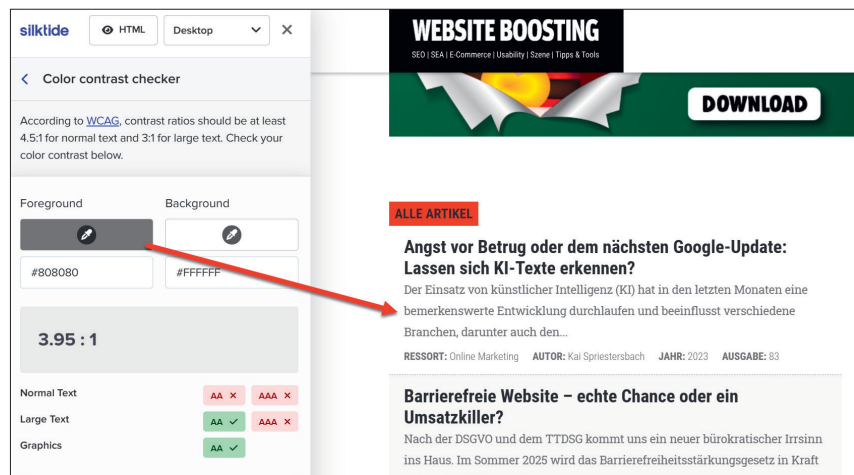 silktide
HTML
Desktop
Color contrast checker
According to WCAG, contrast ratios should be at least
4.5:1 for normal text and 3:1 for large text. Check your
color contrast below.
Foreground
Background
#808080
#FFFFFF
3.95 : 1
Normal Text
AA
AAA
Large Text
AA
AAA
Graphics
AA
WEBSITE BOOSTING
SEO | SEA | E-Commerce | Usability | Szene | Tipps & Tools
DOWNLOAD
ALLE ARTIKEL
Angst vor Betrug oder dem nächsten Google-Update:
Lassen sich KI-Texte erkennen?
Der Einsatz von künstlicher Intelligenz (KI) hat in den letzten Monaten eine
bemerkenswerte Entwicklung durchlaufen und beeinflusst verschiedene
Branchen, darunter auch den...
RESSORT: Online Marketing AUTOR: Kai Spriestersbach JAHR: 2023 AUSGABE: 83
Barrierefreie Website – echte Chance oder ein
Umsatzkiller?
Nach der DSGVO und dem TTDSG kommt uns ein neuer bürokratischer Irrsinn
ins Haus. Im Sommer 2025 wird das Barrierefreiheitsstärkungsgesetz in Kraft